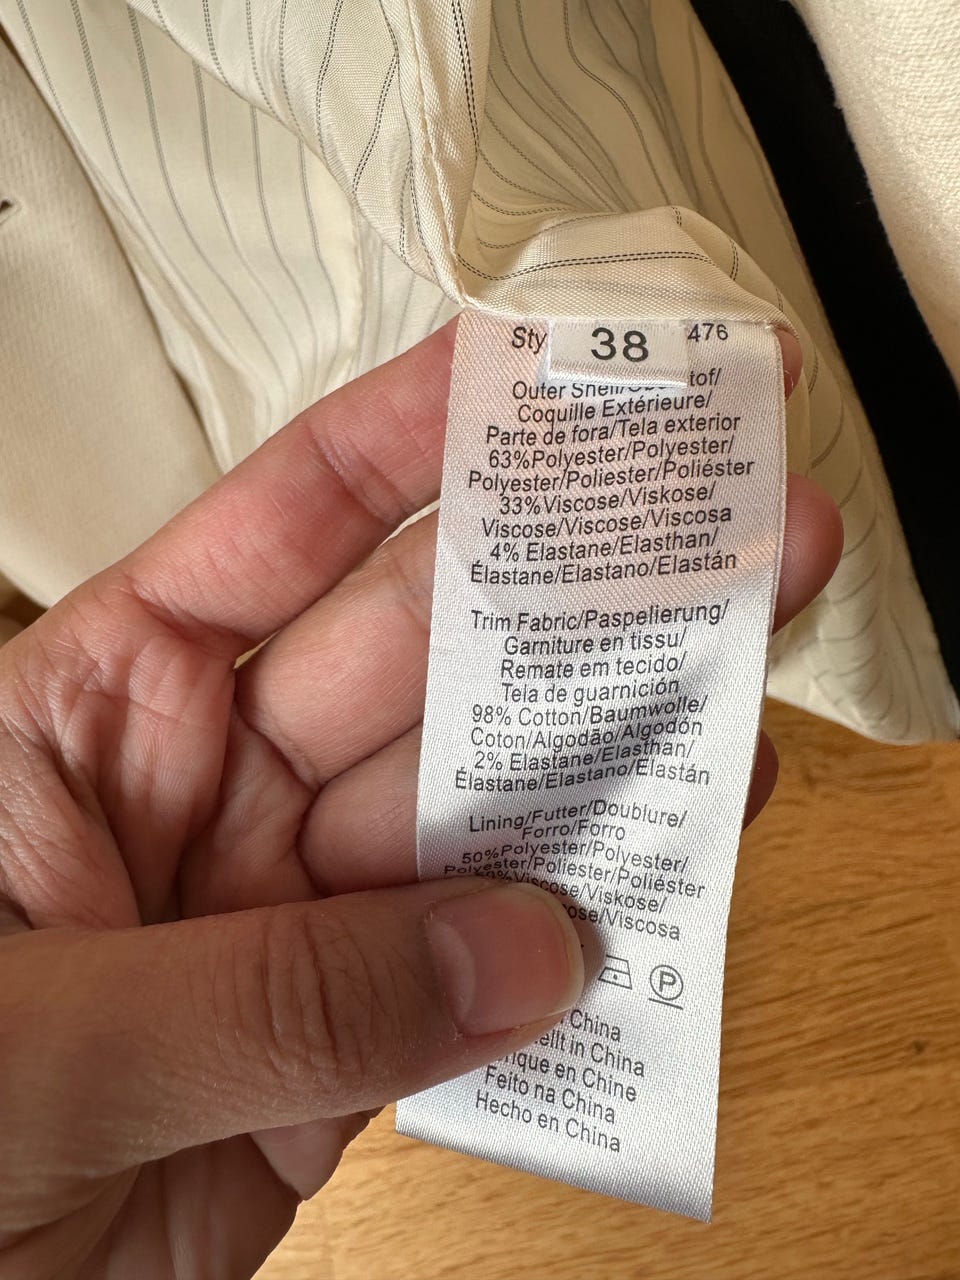 38
476
Outer Shell/
Coquille Extérieure/
Parte de fora/Tela exterior
63%Polyester/Polyester/
Polyester/Poliester/Poliéster
33%Viscose/Viskose/
Viscose/Viscose/Viscosa
4% Elastane/Elasthan/
Élastane/Elastano/Elastán
Trim Fabric/Paspelierung/
Garniture en tissu/
Remate em tecido/
Tela de guarnición
98% Cotton/Baumwolle/
Coton/Algodão/Algodón
2% Elastane/Elasthan/
Élastane/Elastano/Elastán
Lining/Futter/Doublure/
Forro/Forro
50%Polyester/Polyester/
Polyester/Poliester/Poliéster
50%Viscose/Viskose/
Viscosa
P
China
in China
en Chine
Feito na China
Hecho en China